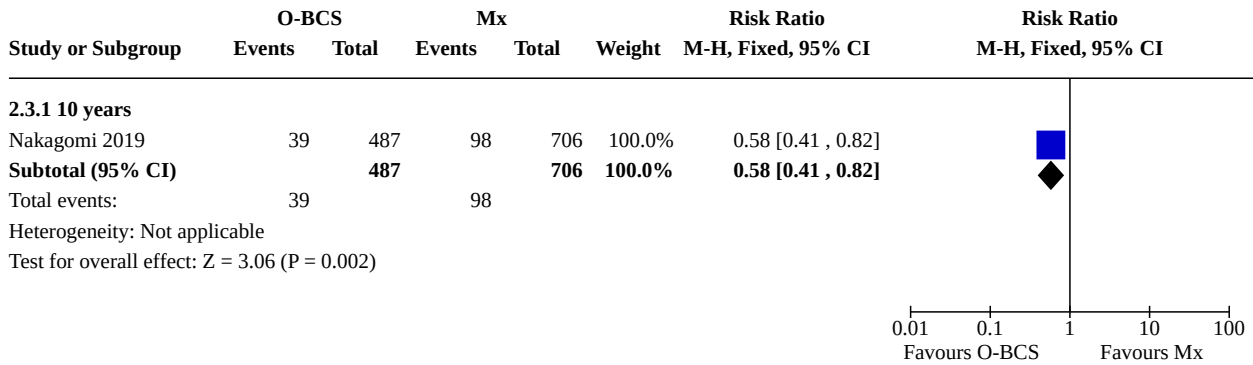 O-BCS Mx Risk Ratio Risk Ratio
Study or Subgroup Events Total Events Total Weight M-H, Fixed, 95% CI M-H, Fixed, 95% CI
2.3.1 10 years
Nakagomi 2019 39 487 98 706 100.0% 0.58 [0.41 , 0.82]
Subtotal (95% CI) 487 706 100.0% 0.58 [0.41 , 0.82]
Total events: 39 98
Heterogeneity: Not applicable
Test for overall effect: Z = 3.06 (P = 0.002)
0.01 0.1 1 10 100
Favours O-BCS Favours Mx